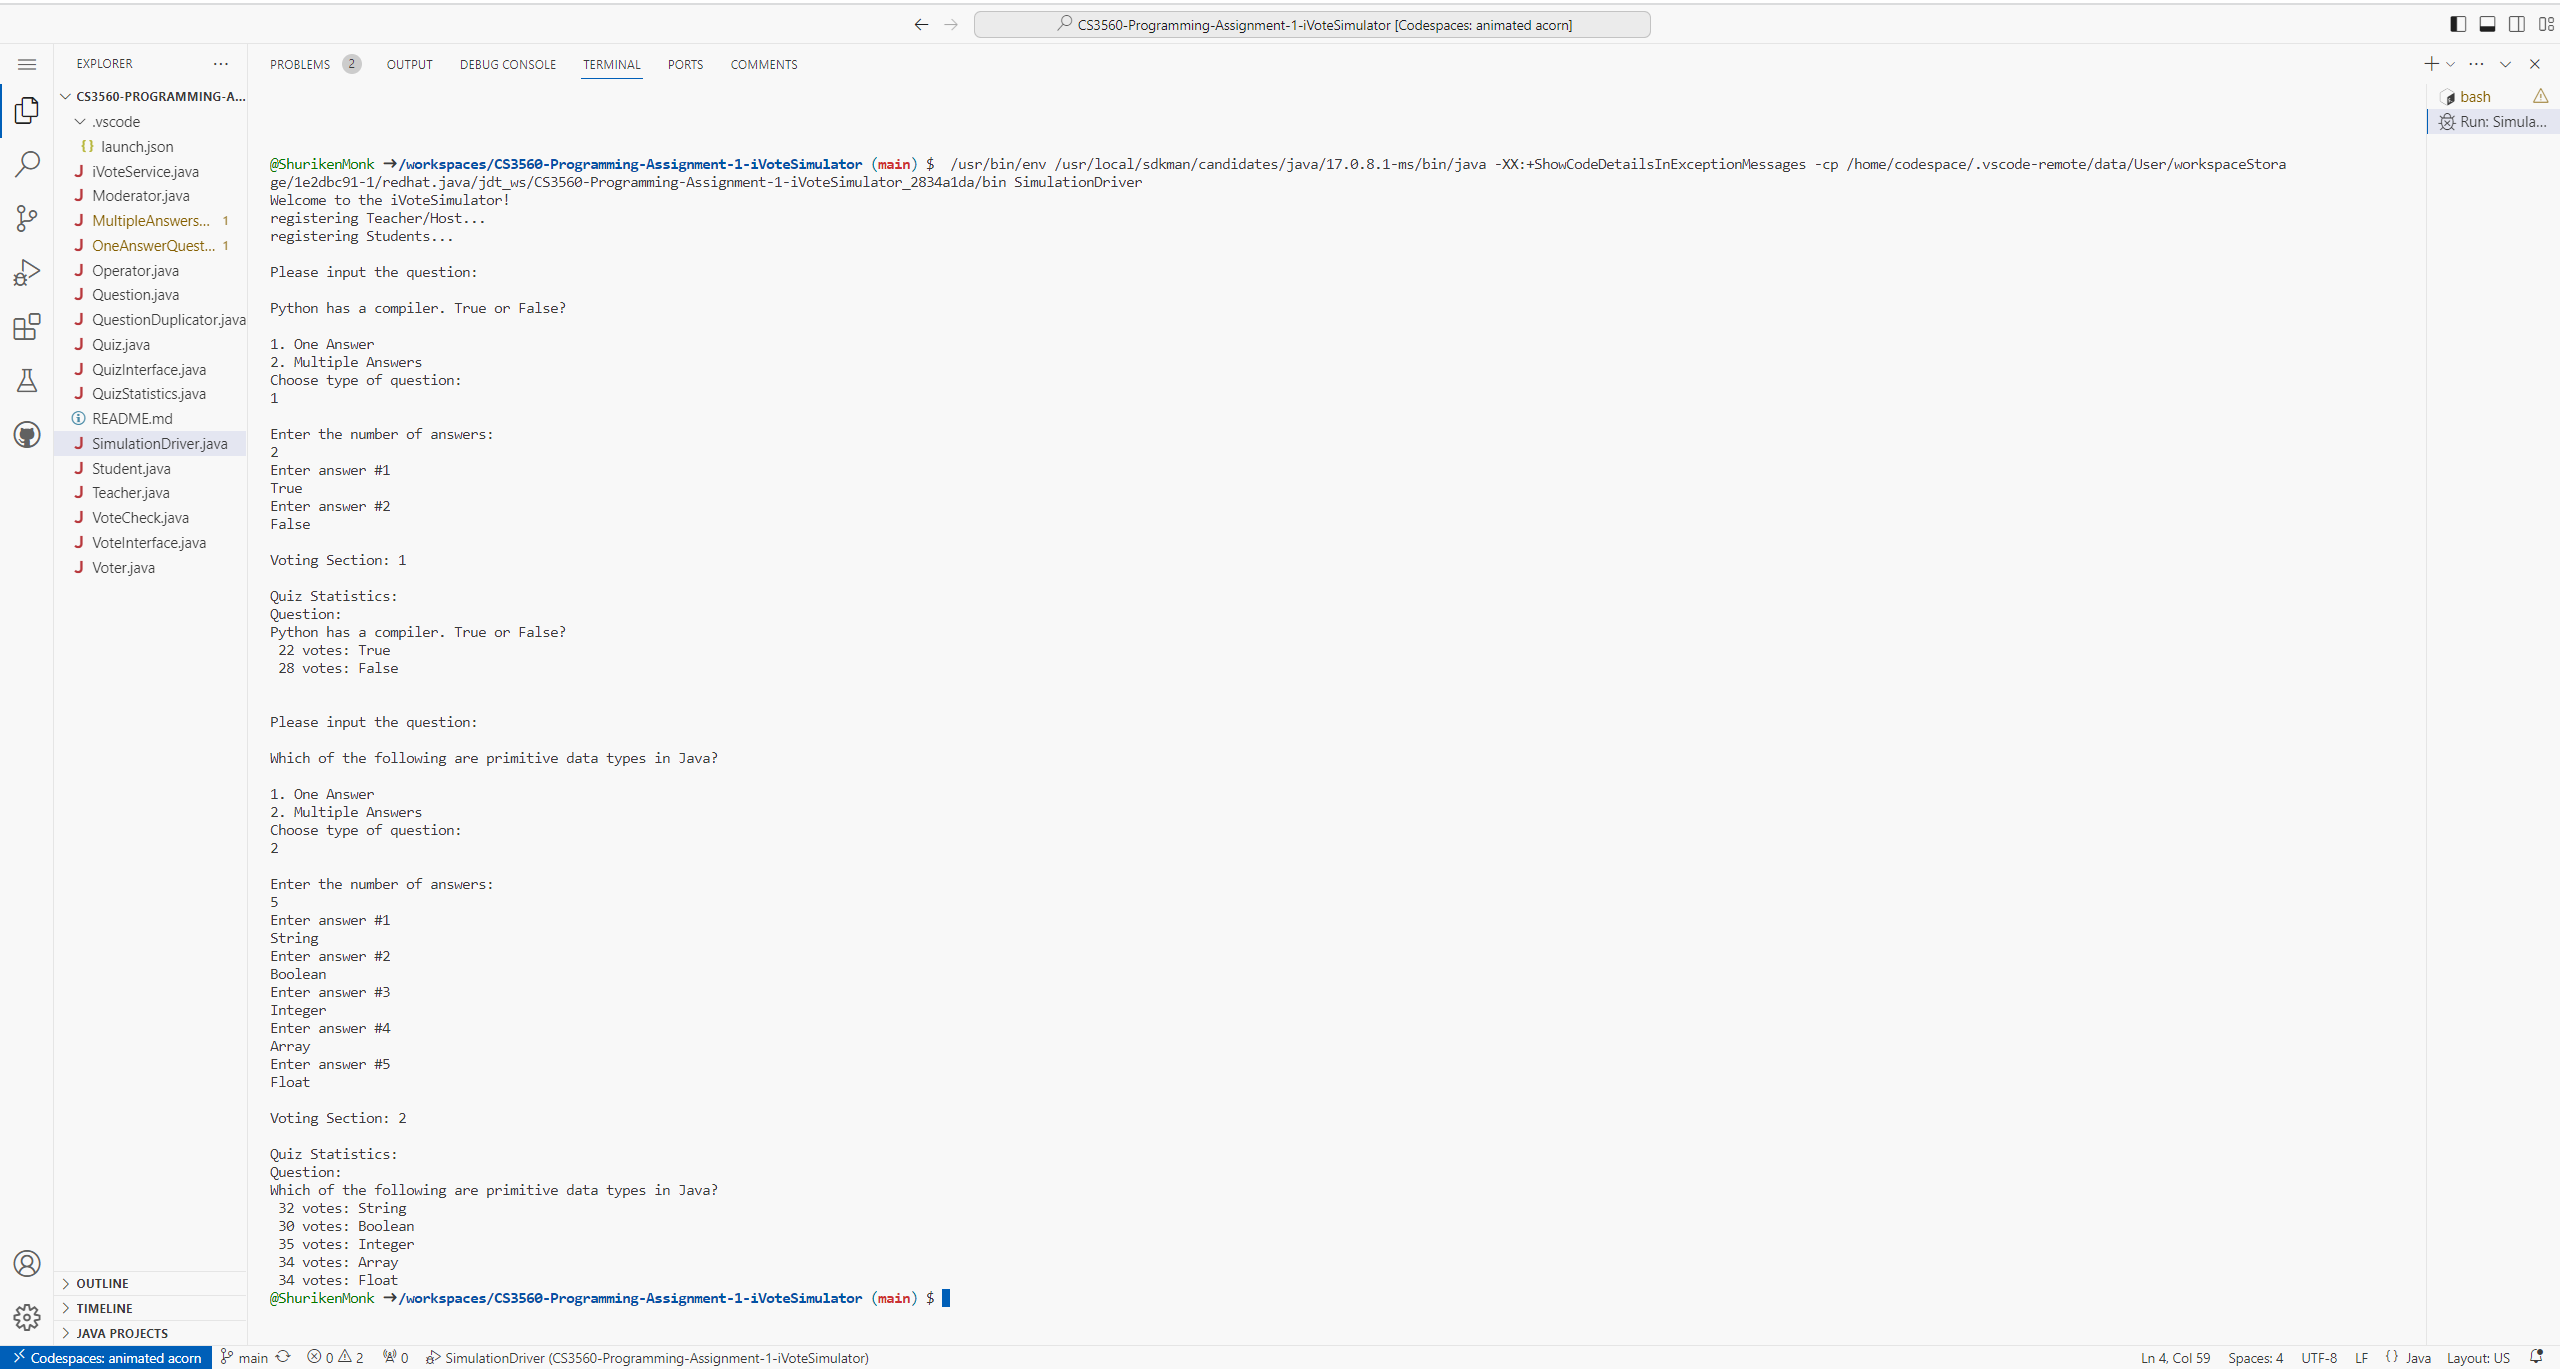 CS3560-Programming-Assignment-1-iVoteSimulator [Codespaces: animated acorn]
EXPLORER
CS3560-PROGRAMMING-A...
.vscode
{} launch.json
J iVoteService.java
J Moderator.java
J MultipleAnswers... 1
J OneAnswerQuest... 1
J Operator.java
J Question.java
J QuestionDuplicator.java
J Quiz.java
J QuizInterface.java
J QuizStatistics.java
README.md
J SimulationDriver.java
J Student.java
J Teacher.java
J VoteCheck.java
J VoteInterface.java
J Voter.java
OUTLINE
TIMELINE
JAVA PROJECTS
PROBLEMS 2 OUTPUT DEBUG CONSOLE TERMINAL PORTS COMMENTS
@ShurikenMonk →/workspaces/CS3560-Programming-Assignment-1-iVoteSimulator (main) $ /usr/bin/env /usr/local/sdkman/candidates/java/17.0.8.1-ms/bin/java -XX:+ShowCodeDetailsInExceptionMessages -cp /home/codespace/.vscode-remote/data/User/workspaceStora
ge/1e2dbc91-1/redhat.java/jdt_ws/CS3560-Programming-Assignment-1-iVoteSimulator_2834a1da/bin SimulationDriver
Welcome to the iVoteSimulator!
registering Teacher/Host...
registering Students...
Please input the question:
Python has a compiler. True or False?
1. One Answer
2. Multiple Answers
Choose type of question:
1
Enter the number of answers:
2
Enter answer #1
True
Enter answer #2
False
Voting Section: 1
Quiz Statistics:
Question:
Python has a compiler. True or False?
22 votes: True
28 votes: False
Please input the question:
Which of the following are primitive data types in Java?
1. One Answer
2. Multiple Answers
Choose type of question:
2
Enter the number of answers:
5
Enter answer #1
String
Enter answer #2
Boolean
Enter answer #3
Integer
Enter answer #4
Array
Enter answer #5
Float
Voting Section: 2
Quiz Statistics:
Question:
Which of the following are primitive data types in Java?
32 votes: String
30 votes: Boolean
35 votes: Integer
34 votes: Array
34 votes: Float
@ShurikenMonk →/workspaces/CS3560-Programming-Assignment-1-iVoteSimulator (main) $
bash
Run: Simula...
Codespaces: animated acorn main 0 2 0 SimulationDriver (CS3560-Programming-Assignment-1-iVoteSimulator) Ln 4, Col 59 Spaces: 4 UTF-8 LF {} Java Layout: US